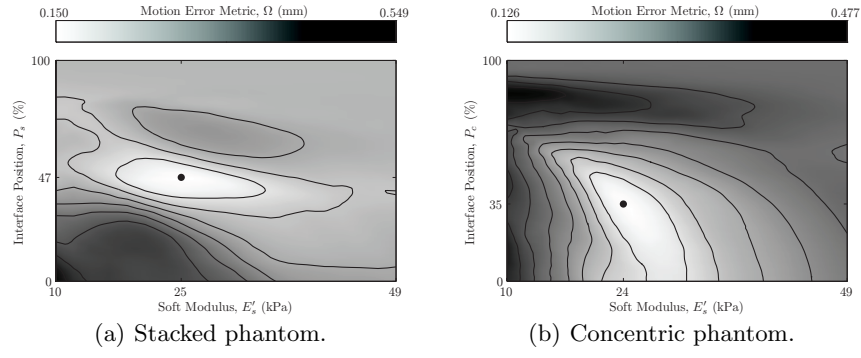 Motion Error Metric, Ω (mm)
0.150 0.549
100
47
0
Interface Position, P_s (%)
10 25 49
Soft Modulus, E'_s (kPa)
(a) Stacked phantom.
Motion Error Metric, Ω (mm)
0.126 0.477
100
35
0
Interface Position, P_c (%)
10 24 49
Soft Modulus, E'_s (kPa)
(b) Concentric phantom.